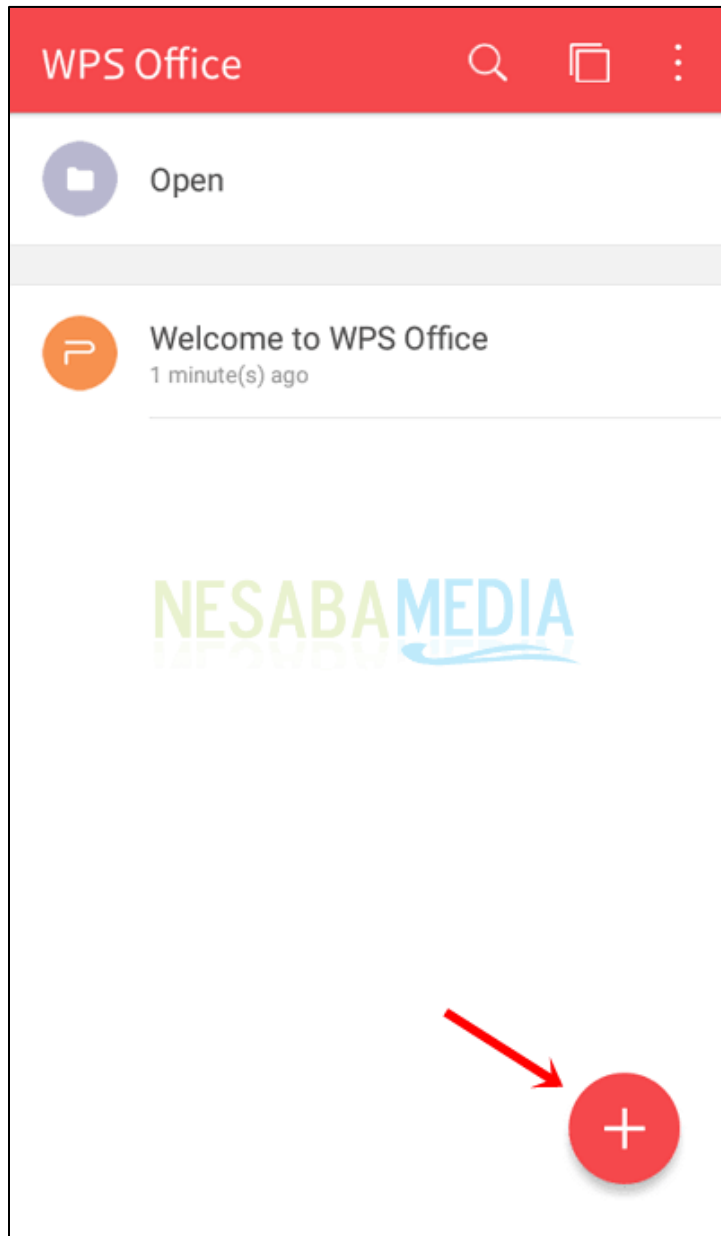 WPS Office
Open
Welcome to WPS Office
1 minute(s) ago
NESABAMEDIA